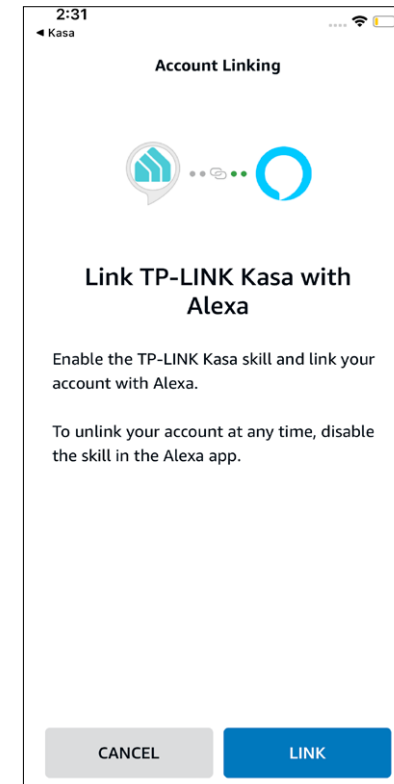 2:31
◀ Kasa
Account Linking
Link TP-LINK Kasa with
Alexa
Enable the TP-LINK Kasa skill and link your
account with Alexa.
To unlink your account at any time, disable
the skill in the Alexa app.
CANCEL
LINK